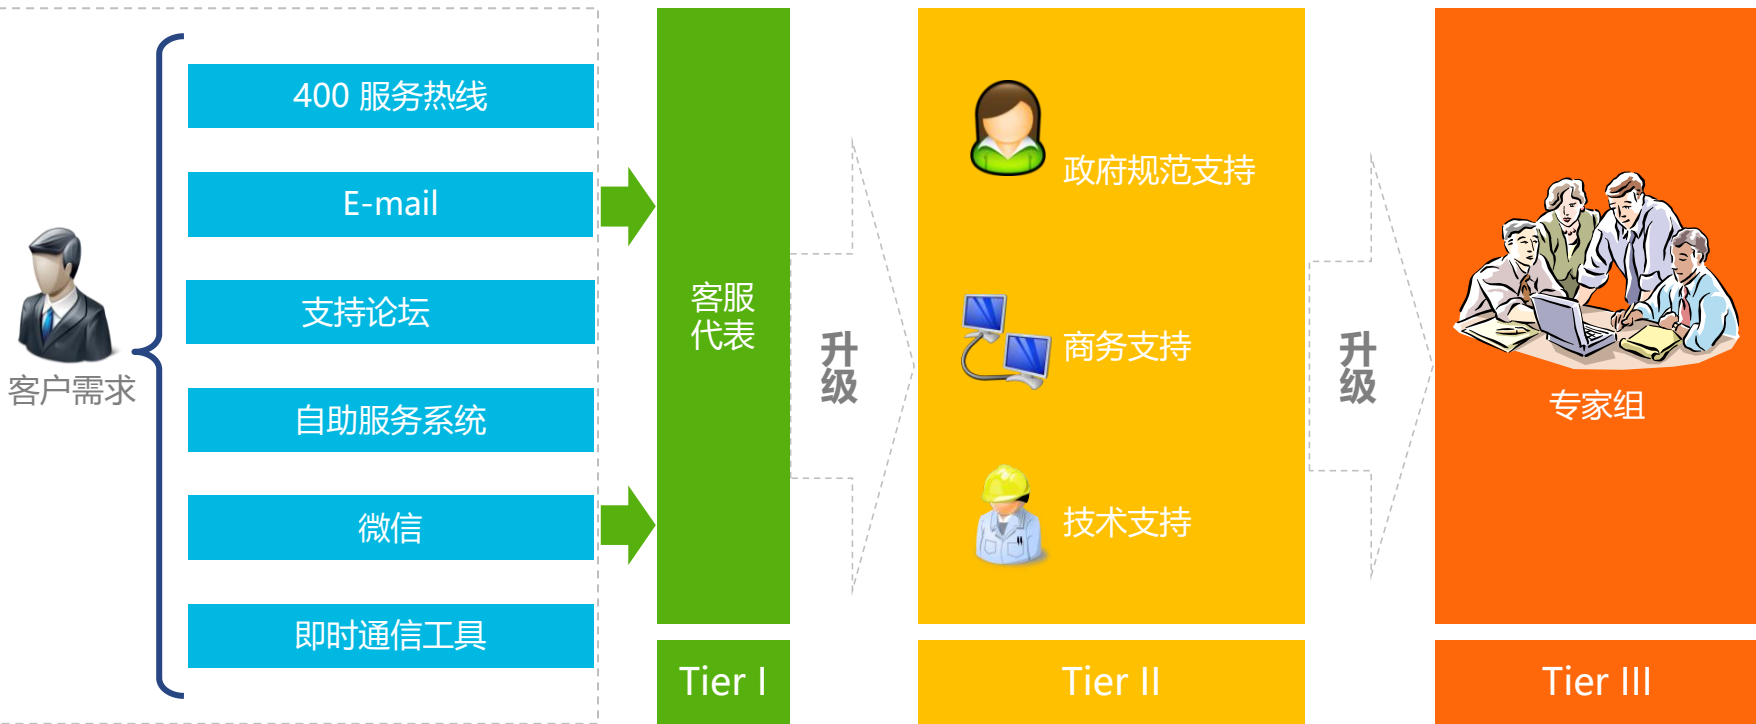 客户需求
400 服务热线
E-mail
支持论坛
自助服务系统
微信
即时通信工具
客服
代表
Tier I
升
级
政府规范支持
商务支持
技术支持
Tier II
升
级
专家组
Tier III